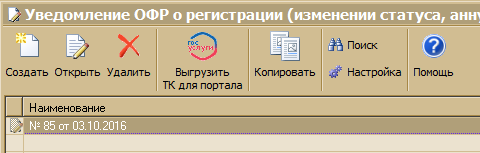 Уведомление ОФР о регистрации (изменении статуса, анну
гос
услуги
Создать
Открыть
Удалить
Выгрузить
ТК для портала
Копировать
Поиск
Настройка
Помощь
Наименование
№ 85 от 03.10.2016